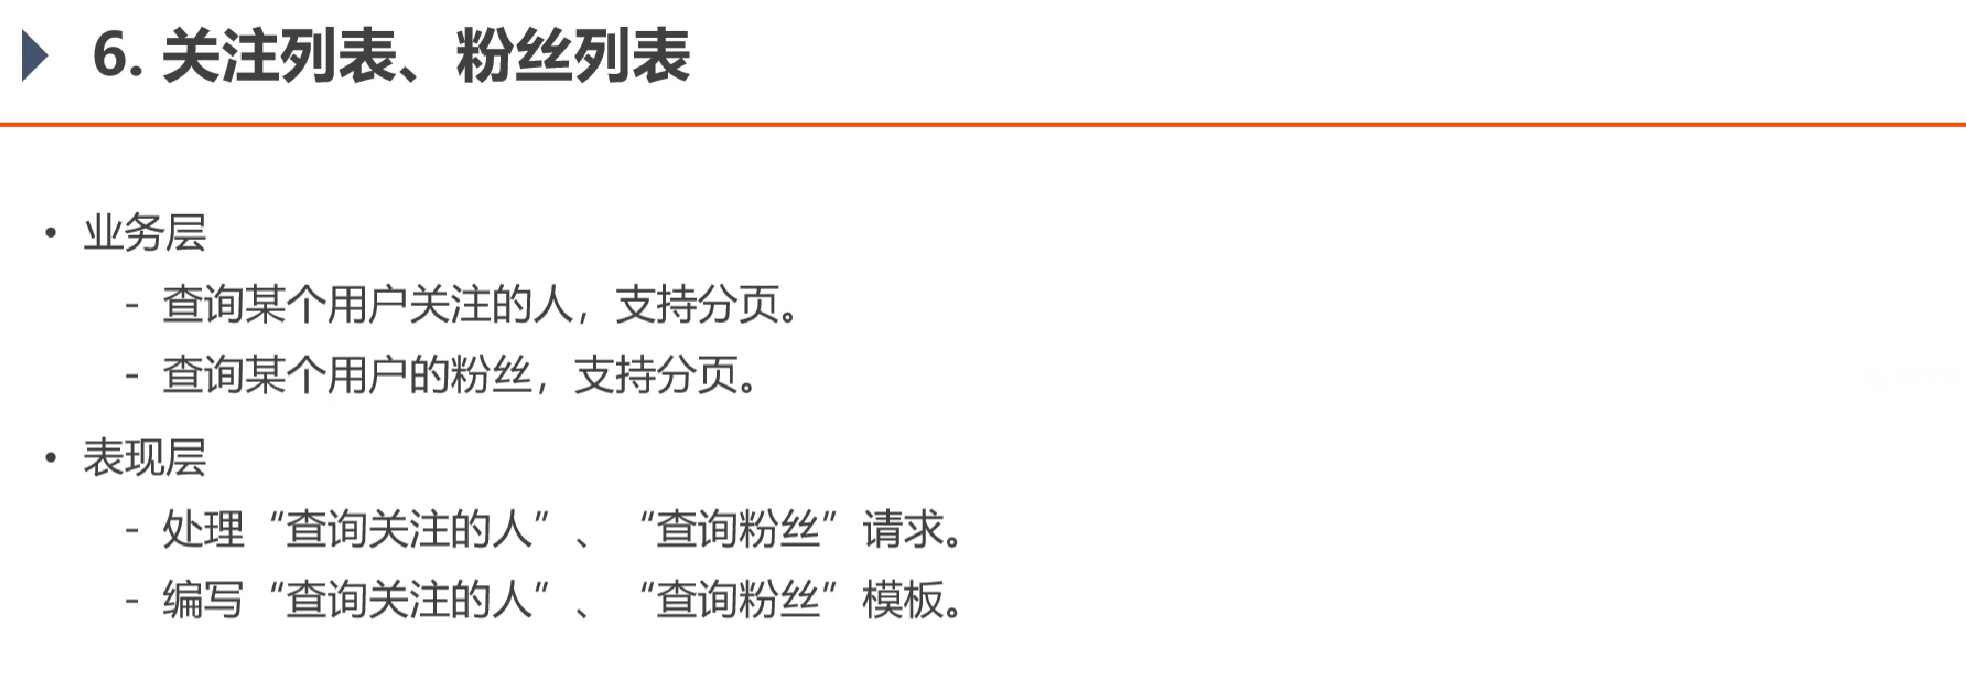 6. 关注列表、粉丝列表
• 业务层
- 查询某个用户关注的人，支持分页。
- 查询某个用户的粉丝，支持分页。
• 表现层
- 处理“查询关注的人”、“查询粉丝”请求。
- 编写“查询关注的人”、“查询粉丝”模板。